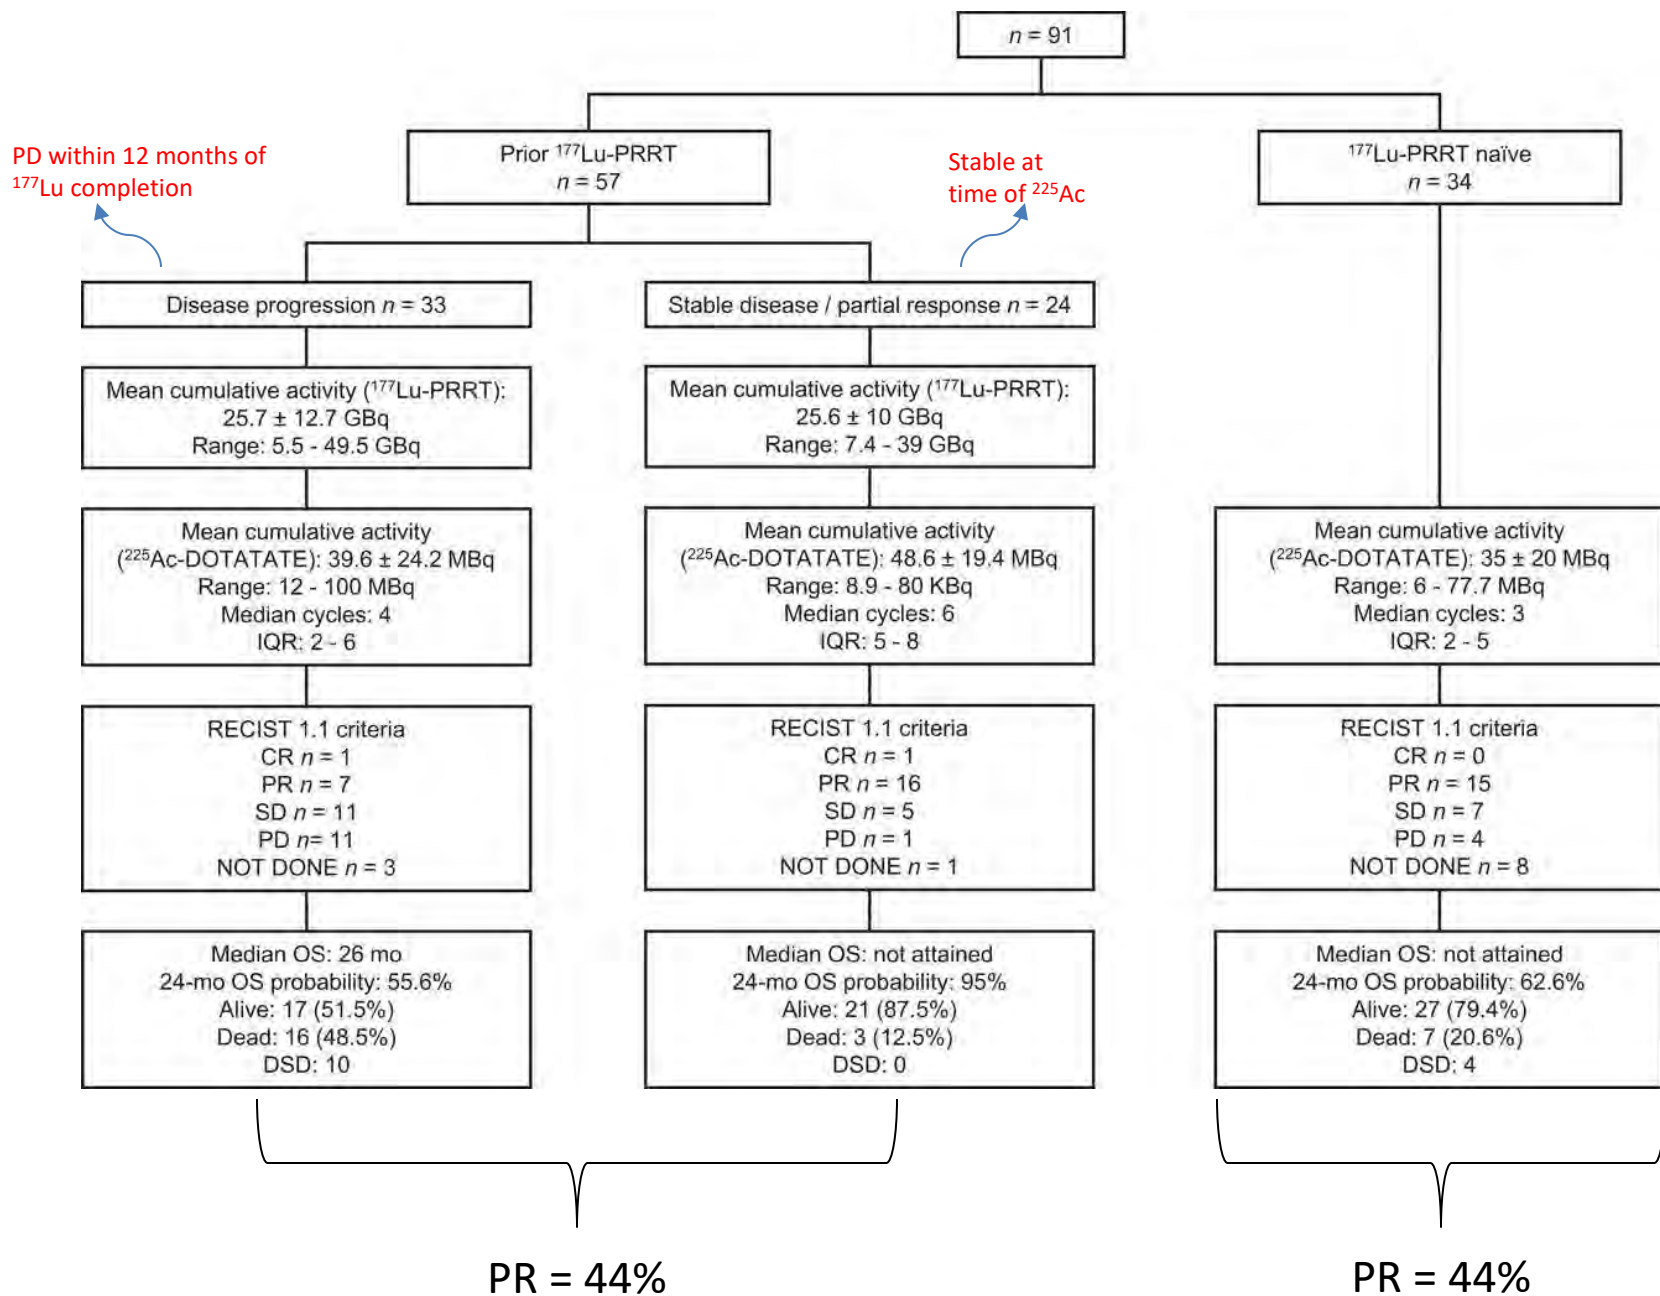 n = 91
PD within 12 months of
¹⁷⁷Lu completion
Prior ¹⁷⁷Lu-PRRT
n = 57
Stable at
time of ²²⁵Ac
¹⁷⁷Lu-PRRT naïve
n = 34
Disease progression n = 33
Stable disease / partial response n = 24
Mean cumulative activity (¹⁷⁷Lu-PRRT):
25.7 ± 12.7 GBq
Range: 5.5 - 49.5 GBq
Mean cumulative activity (¹⁷⁷Lu-PRRT):
25.6 ± 10 GBq
Range: 7.4 - 39 GBq
Mean cumulative activity
(²²⁵Ac-DOTATATE): 39.6 ± 24.2 MBq
Range: 12 - 100 MBq
Median cycles: 4
IQR: 2 - 6
Mean cumulative activity
(²²⁵Ac-DOTATATE): 48.6 ± 19.4 MBq
Range: 8.9 - 80 KBq
Median cycles: 6
IQR: 5 - 8
Mean cumulative activity
(²²⁵Ac-DOTATATE): 35 ± 20 MBq
Range: 6 - 77.7 MBq
Median cycles: 3
IQR: 2 - 5
RECIST 1.1 criteria
CR n = 1
PR n = 7
SD n = 11
PD n= 11
NOT DONE n = 3
RECIST 1.1 criteria
CR n = 1
PR n = 16
SD n = 5
PD n = 1
NOT DONE n = 1
RECIST 1.1 criteria
CR n = 0
PR n = 15
SD n = 7
PD n = 4
NOT DONE n = 8
Median OS: 26 mo
24-mo OS probability: 55.6%
Alive: 17 (51.5%)
Dead: 16 (48.5%)
DSD: 10
Median OS: not attained
24-mo OS probability: 95%
Alive: 21 (87.5%)
Dead: 3 (12.5%)
DSD: 0
Median OS: not attained
24-mo OS probability: 62.6%
Alive: 27 (79.4%)
Dead: 7 (20.6%)
DSD: 4
PR = 44%
PR = 44%